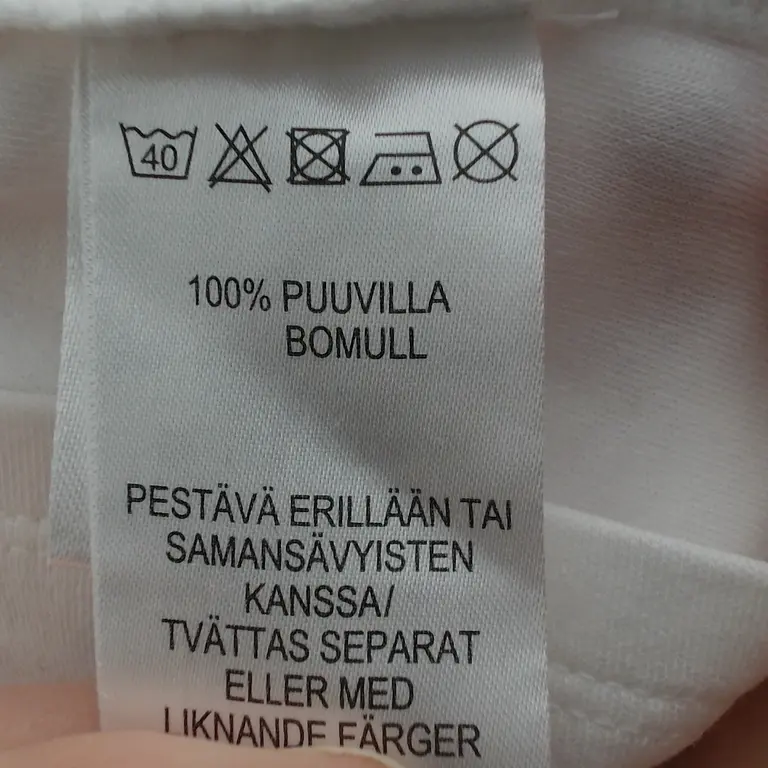 40
100% PUUVILLA
BOMULL
PESTÄVÄ ERILLÄÄN TAI
SAMANSÄVYISTEN
KANSSA/
TVÄTTAS SEPARAT
ELLER MED
LIKNANDE FÄRGER